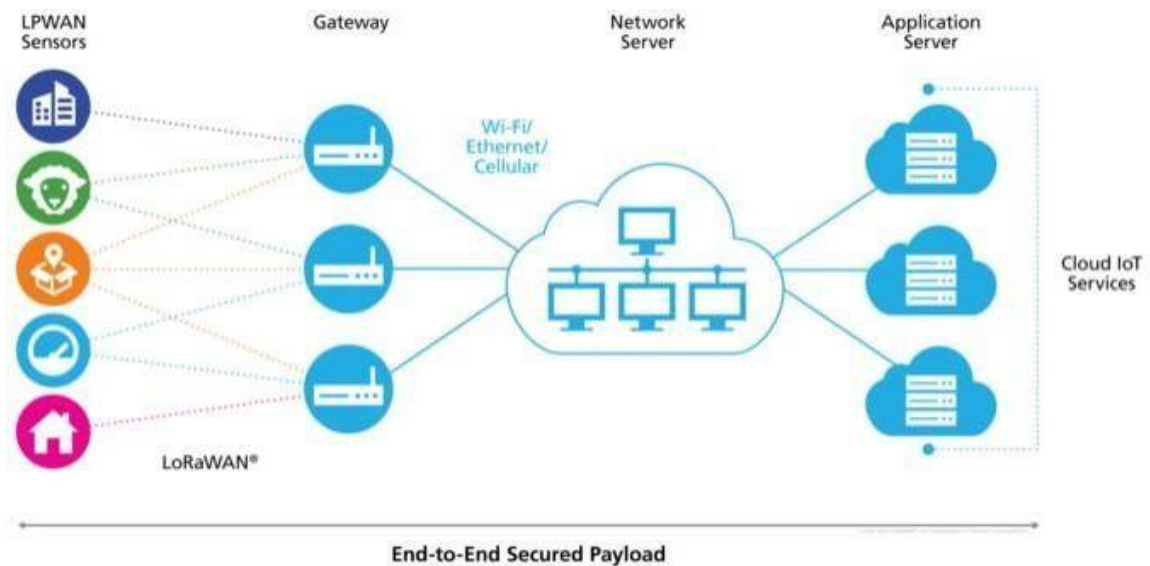 LPWAN
Sensors
Gateway
Network
Server
Application
Server
Wi-Fi/
Ethernet/
Cellular
Cloud IoT
Services
LoRaWAN®
End-to-End Secured Payload